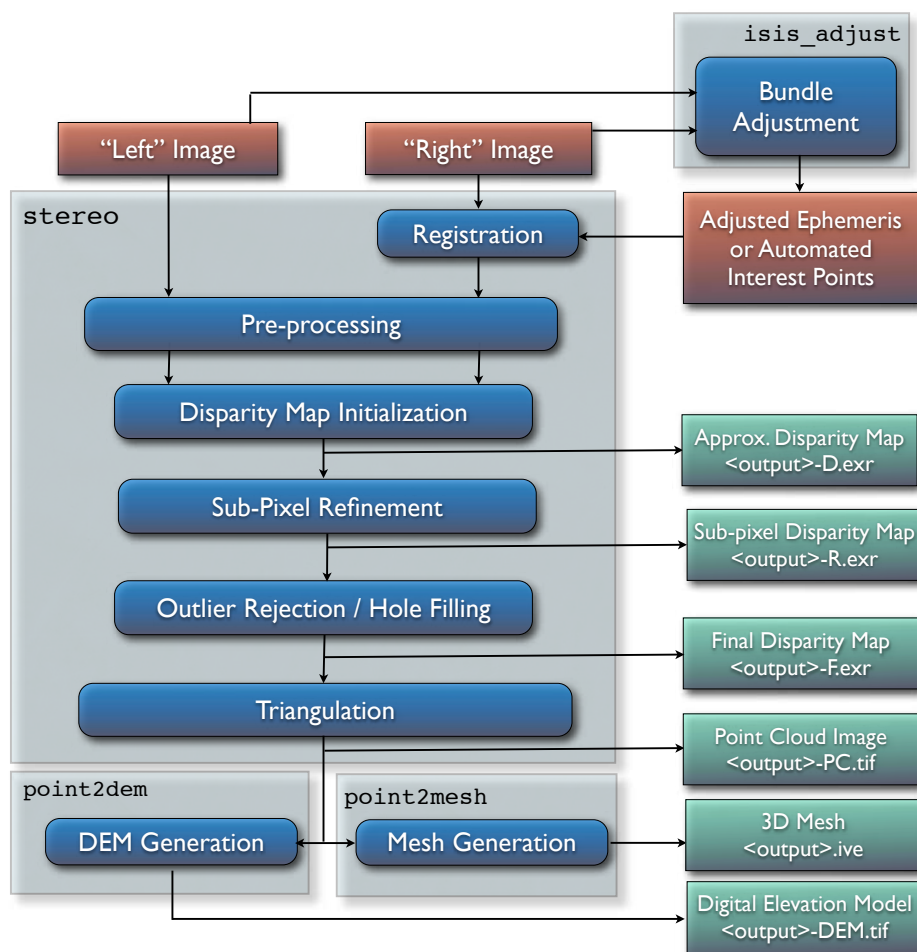 isis_adjust
Bundle
Adjustment
“Left” Image
“Right” Image
stereo
Registration
Adjusted Ephemeris
or Automated
Interest Points
Pre-processing
Disparity Map Initialization
Approx. Disparity Map
<output>-D.exr
Sub-Pixel Refinement
Sub-pixel Disparity Map
<output>-R.exr
Outlier Rejection / Hole Filling
Final Disparity Map
<output>-F.exr
Triangulation
Point Cloud Image
<output>-PC.tif
point2dem
point2mesh
DEM Generation
Mesh Generation
3D Mesh
<output>.ive
Digital Elevation Model
<output>-DEM.tif